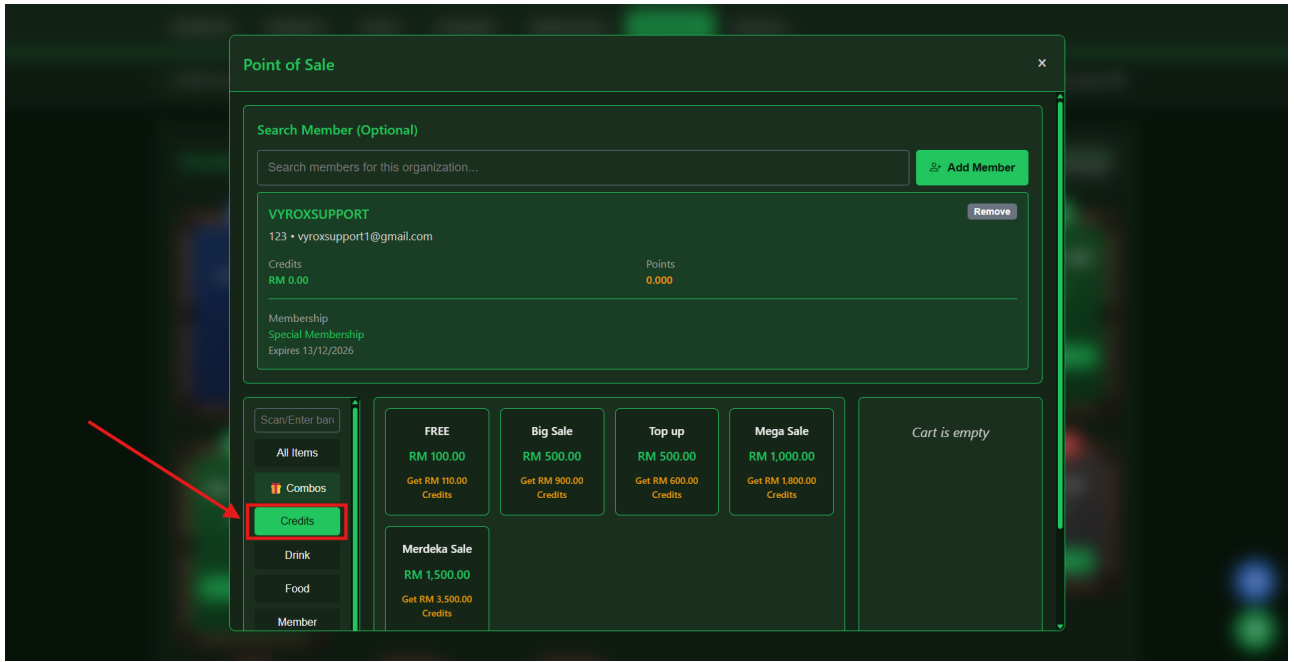 Point of Sale
×
Search Member (Optional)
Search members for this organization...
Add Member
VYROXSUPPORT
Remove
123 • vyroxsupport1@gmail.com
Credits
Points
RM 0.00
0.000
Membership
Special Membership
Expires 13/12/2026
Scan/Enter barc
All Items
Combos
Credits
Drink
Food
Member
FREE
RM 100.00
Get RM 110.00
Credits
Big Sale
RM 500.00
Get RM 900.00
Credits
Top up
RM 500.00
Get RM 600.00
Credits
Mega Sale
RM 1,000.00
Get RM 1,800.00
Credits
Merdeka Sale
RM 1,500.00
Get RM 3,500.00
Credits
Cart is empty